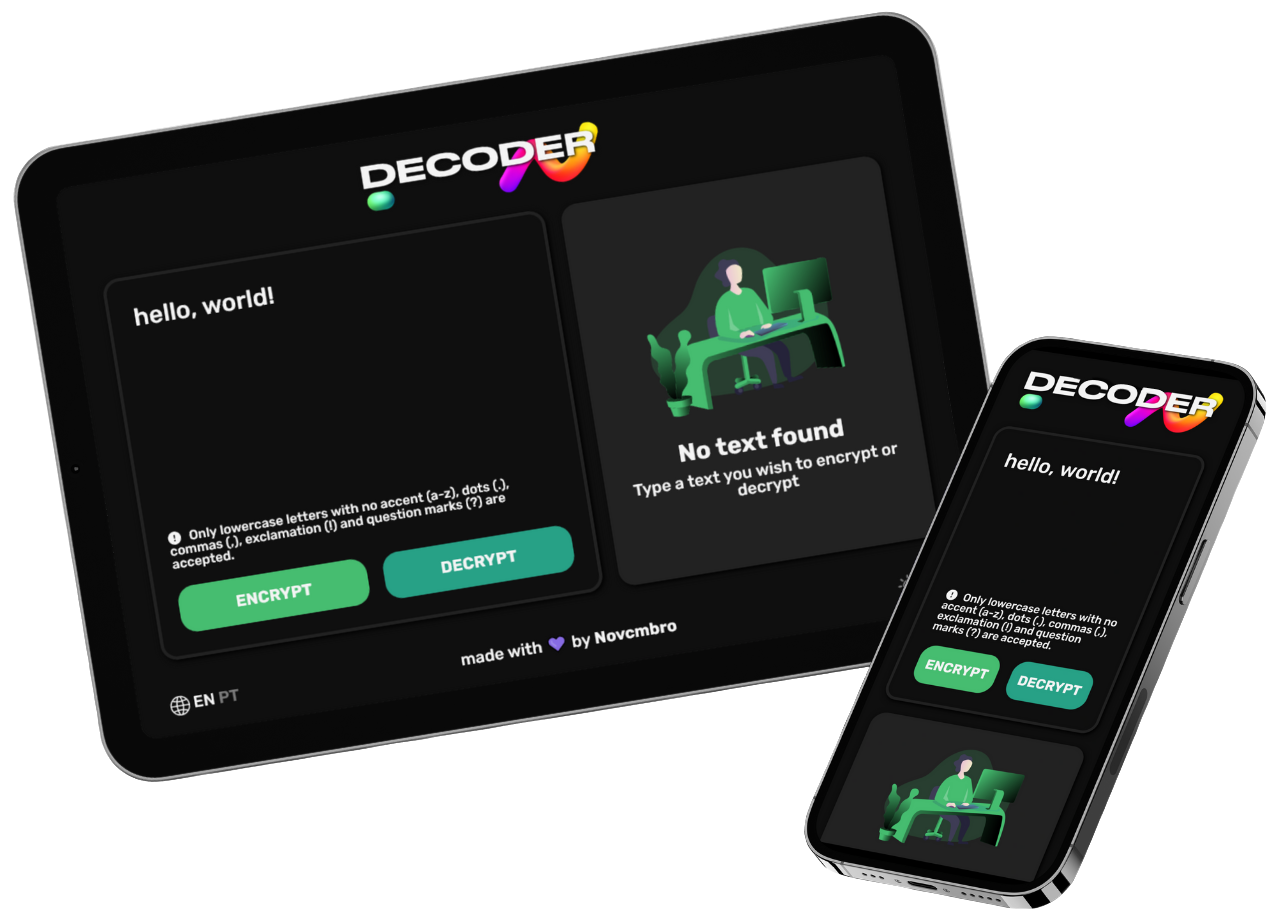 DECODER
hello, world!
Only lowercase letters with no accent (a-z), dots (.),
commas (,), exclamation (!) and question marks (?) are
accepted.
ENCRYPT
DECRYPT
No text found
Type a text you wish to encrypt or
decrypt
made with 💜 by Novcmbro
EN PT
DECODER
hello, world!
Only lowercase letters with no
accent (a-z), dots (.), commas (,),
exclamation (!) and question
marks (?) are accepted.
ENCRYPT
DECRYPT